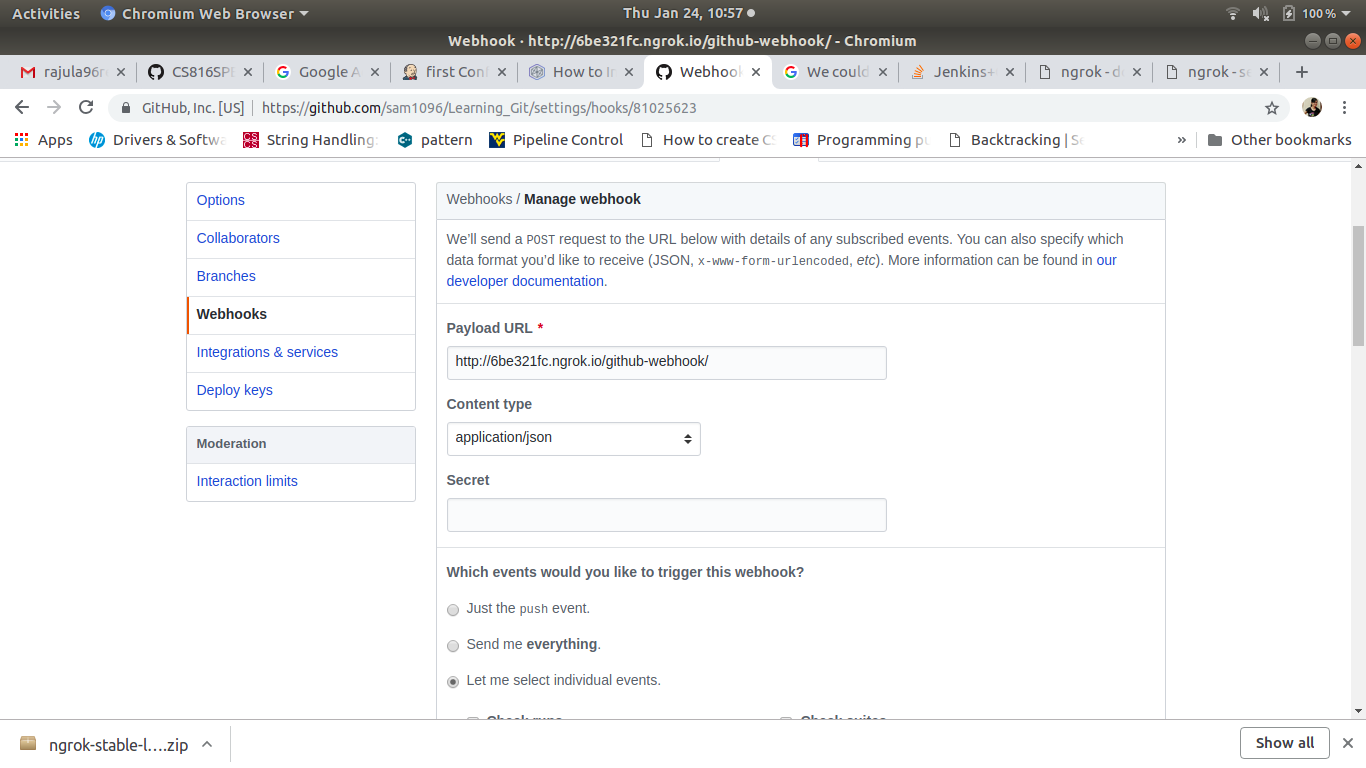 Activities Chromium Web Browser Thu Jan 24, 10:57 100 %
Webhook · http://6be321fc.ngrok.io/github-webhook/ - Chromium
rajula96r CS816SPE Google A first Conf How to In Webhook We could Jenkins+ ngrok - d ngrok - se
GitHub, Inc. [US] https://github.com/sam1096/Learning_Git/settings/hooks/81025623
Apps Drivers & Softwa String Handling: pattern Pipeline Control How to create CS Programming pu Backtracking | Se » Other bookmarks
Options
Collaborators
Branches
Webhooks
Integrations & services
Deploy keys
Moderation
Interaction limits
Webhooks / Manage webhook
We’ll send a POST request to the URL below with details of any subscribed events. You can also specify which
data format you’d like to receive (JSON, x-www-form-urlencoded, etc). More information can be found in our
developer documentation.
Payload URL *
http://6be321fc.ngrok.io/github-webhook/
Content type
application/json
Secret
Which events would you like to trigger this webhook?
Just the push event.
Send me everything.
Let me select individual events.
Check runs Check suites
ngrok-stable-l....zip Show all